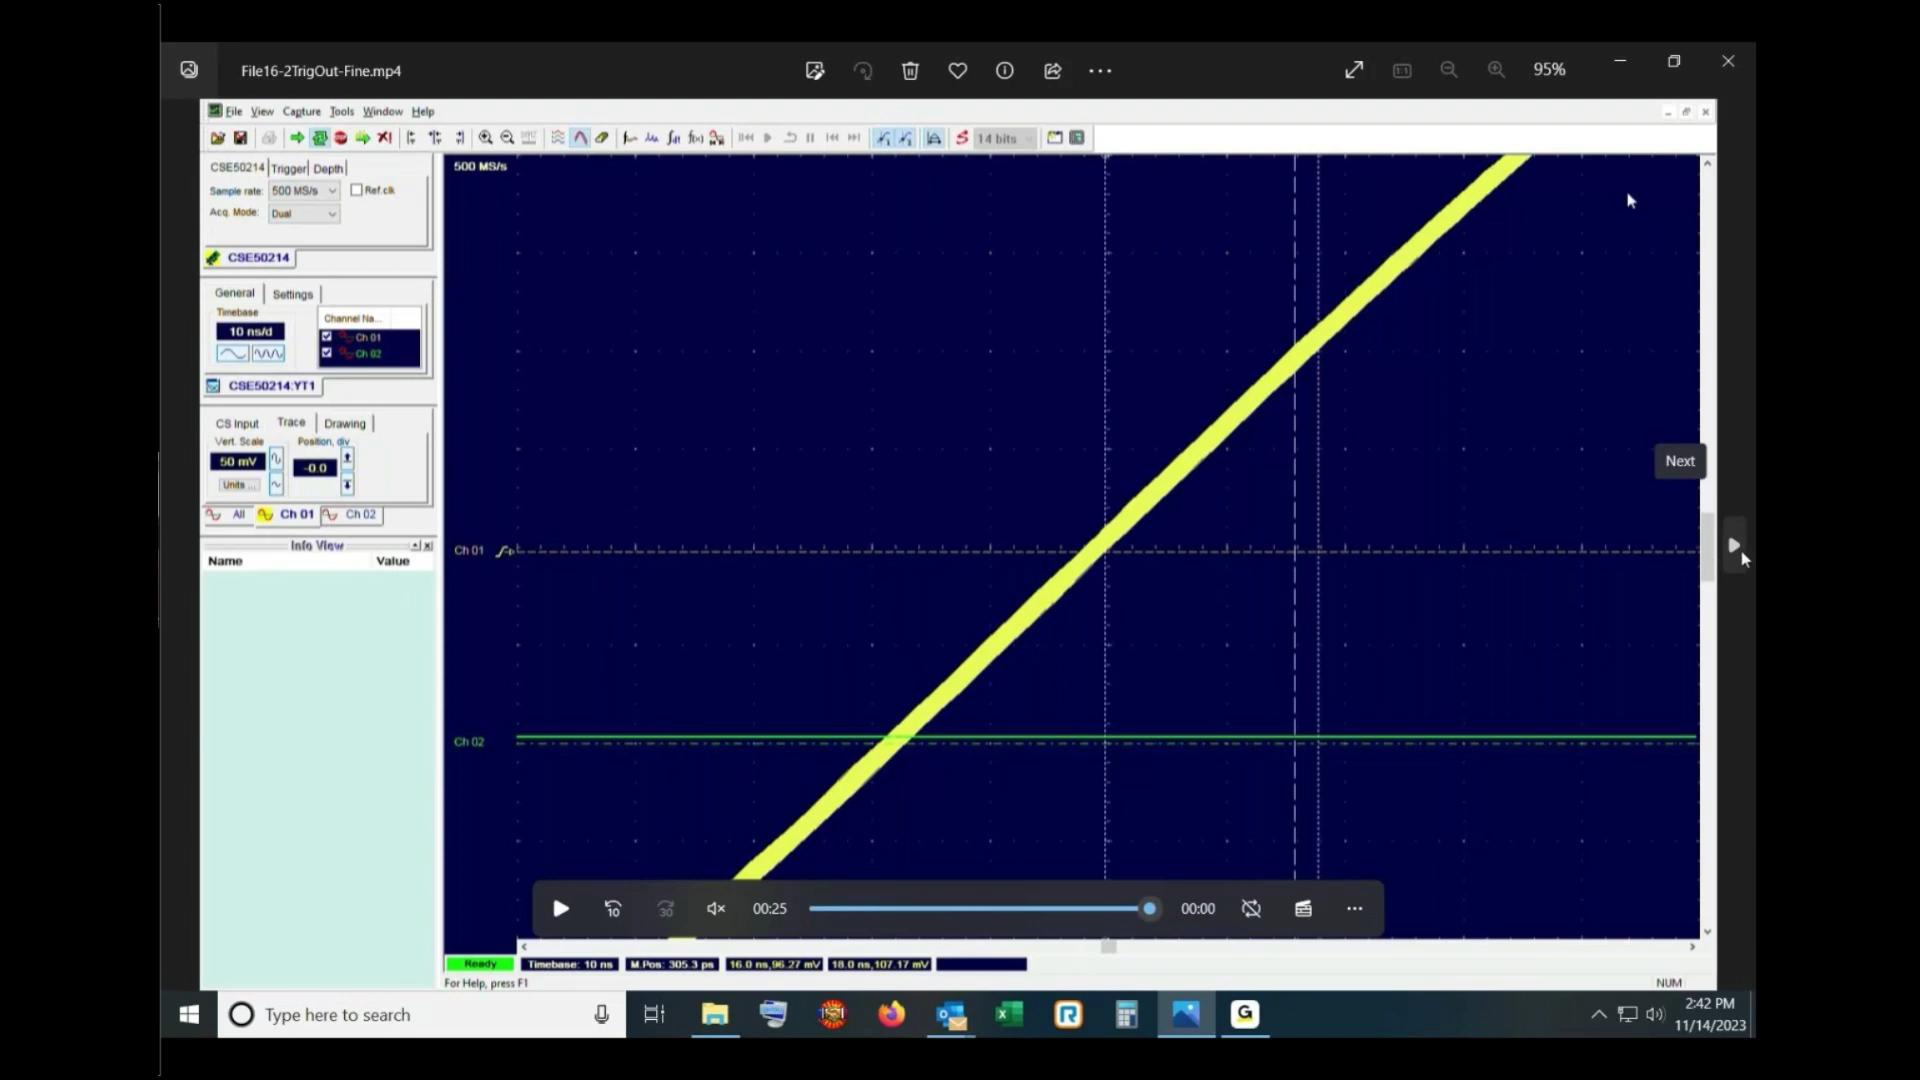 File16-2TrigOut-Fine.mp4
95%
File View Capture Tools Window Help
14 bits
CSE50214 Trigger Depth
Sample rate: 500 MS/s Ref.clk
Acq. Mode: Dual
CSE50214
General Settings
Timebase
10 ns/d
Channel Na...
Ch 01
Ch 02
CSE50214:YT1
CS Input Trace Drawing
Vert. Scale Position, div
50 mV -0.0
Units ...
All Ch 01 Ch 02
Info View
Name Value
500 MS/s
Ch 01
Ch 02
Next
10 30 00:25 00:00
Ready Timebase: 10 ns M.Pos: 305.3 ps 16.0 ns,96.27 mV 18.0 ns,107.17 mV
For Help, press F1 NUM
Type here to search
2:42 PM
11/14/2023